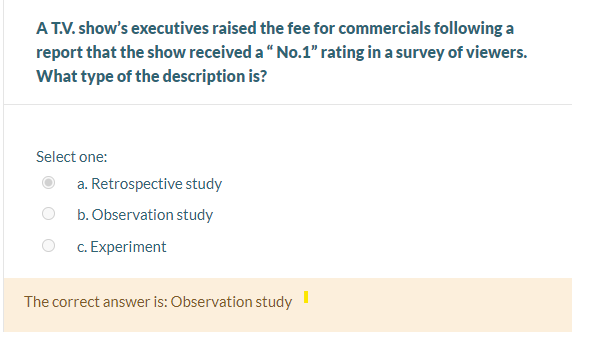 A T.V. show's executives raised the fee for commercials following a
report that the show received a “ No.1” rating in a survey of viewers.
What type of the description is?
Select one:
a. Retrospective study
b. Observation study
c. Experiment
The correct answer is: Observation study